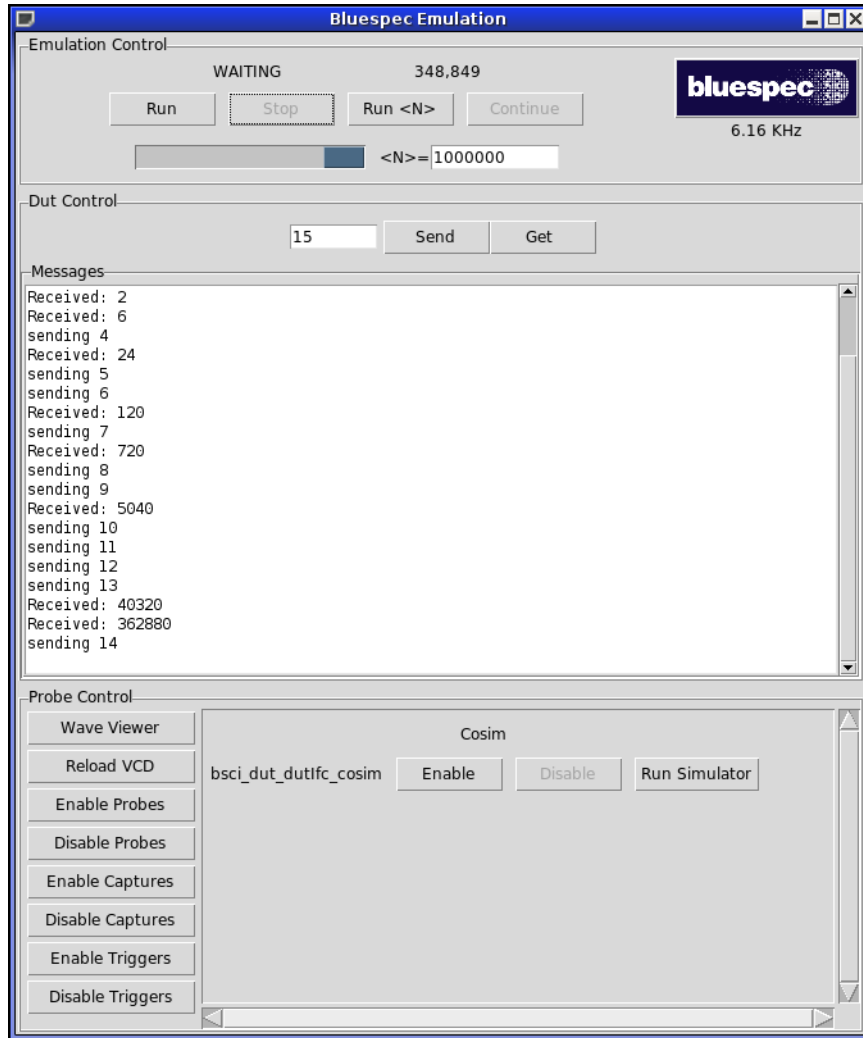 Bluespec Emulation
Emulation Control
WAITING 348,849
bluespec
Run Stop Run <N> Continue
6.16 KHz
<N>= 1000000
Dut Control
15 Send Get
Messages
Received: 2
Received: 6
sending 4
Received: 24
sending 5
sending 6
Received: 120
sending 7
Received: 720
sending 8
sending 9
Received: 5040
sending 10
sending 11
sending 12
sending 13
Received: 40320
Received: 362880
sending 14
Probe Control
Wave Viewer
Cosim
Reload VCD
bsci_dut_dutIfc_cosim Enable Disable Run Simulator
Enable Probes
Disable Probes
Enable Captures
Disable Captures
Enable Triggers
Disable Triggers